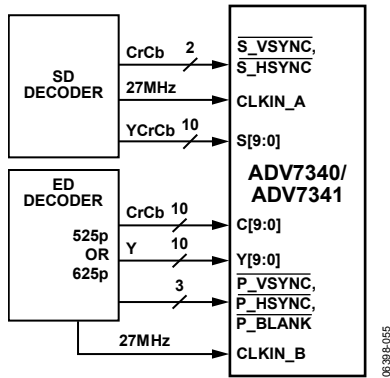 SD
DECODER
CrCb 2
S_VSYNC,
S_HSYNC
27MHz
CLKIN_A
YCrCb 10
S[9:0]
ADV7340/
ADV7341
ED
DECODER
525p
OR
625p
CrCb 10
C[9:0]
Y 10
Y[9:0]
3
P_VSYNC,
P_HSYNC,
P_BLANK
27MHz
CLKIN_B
06398-055